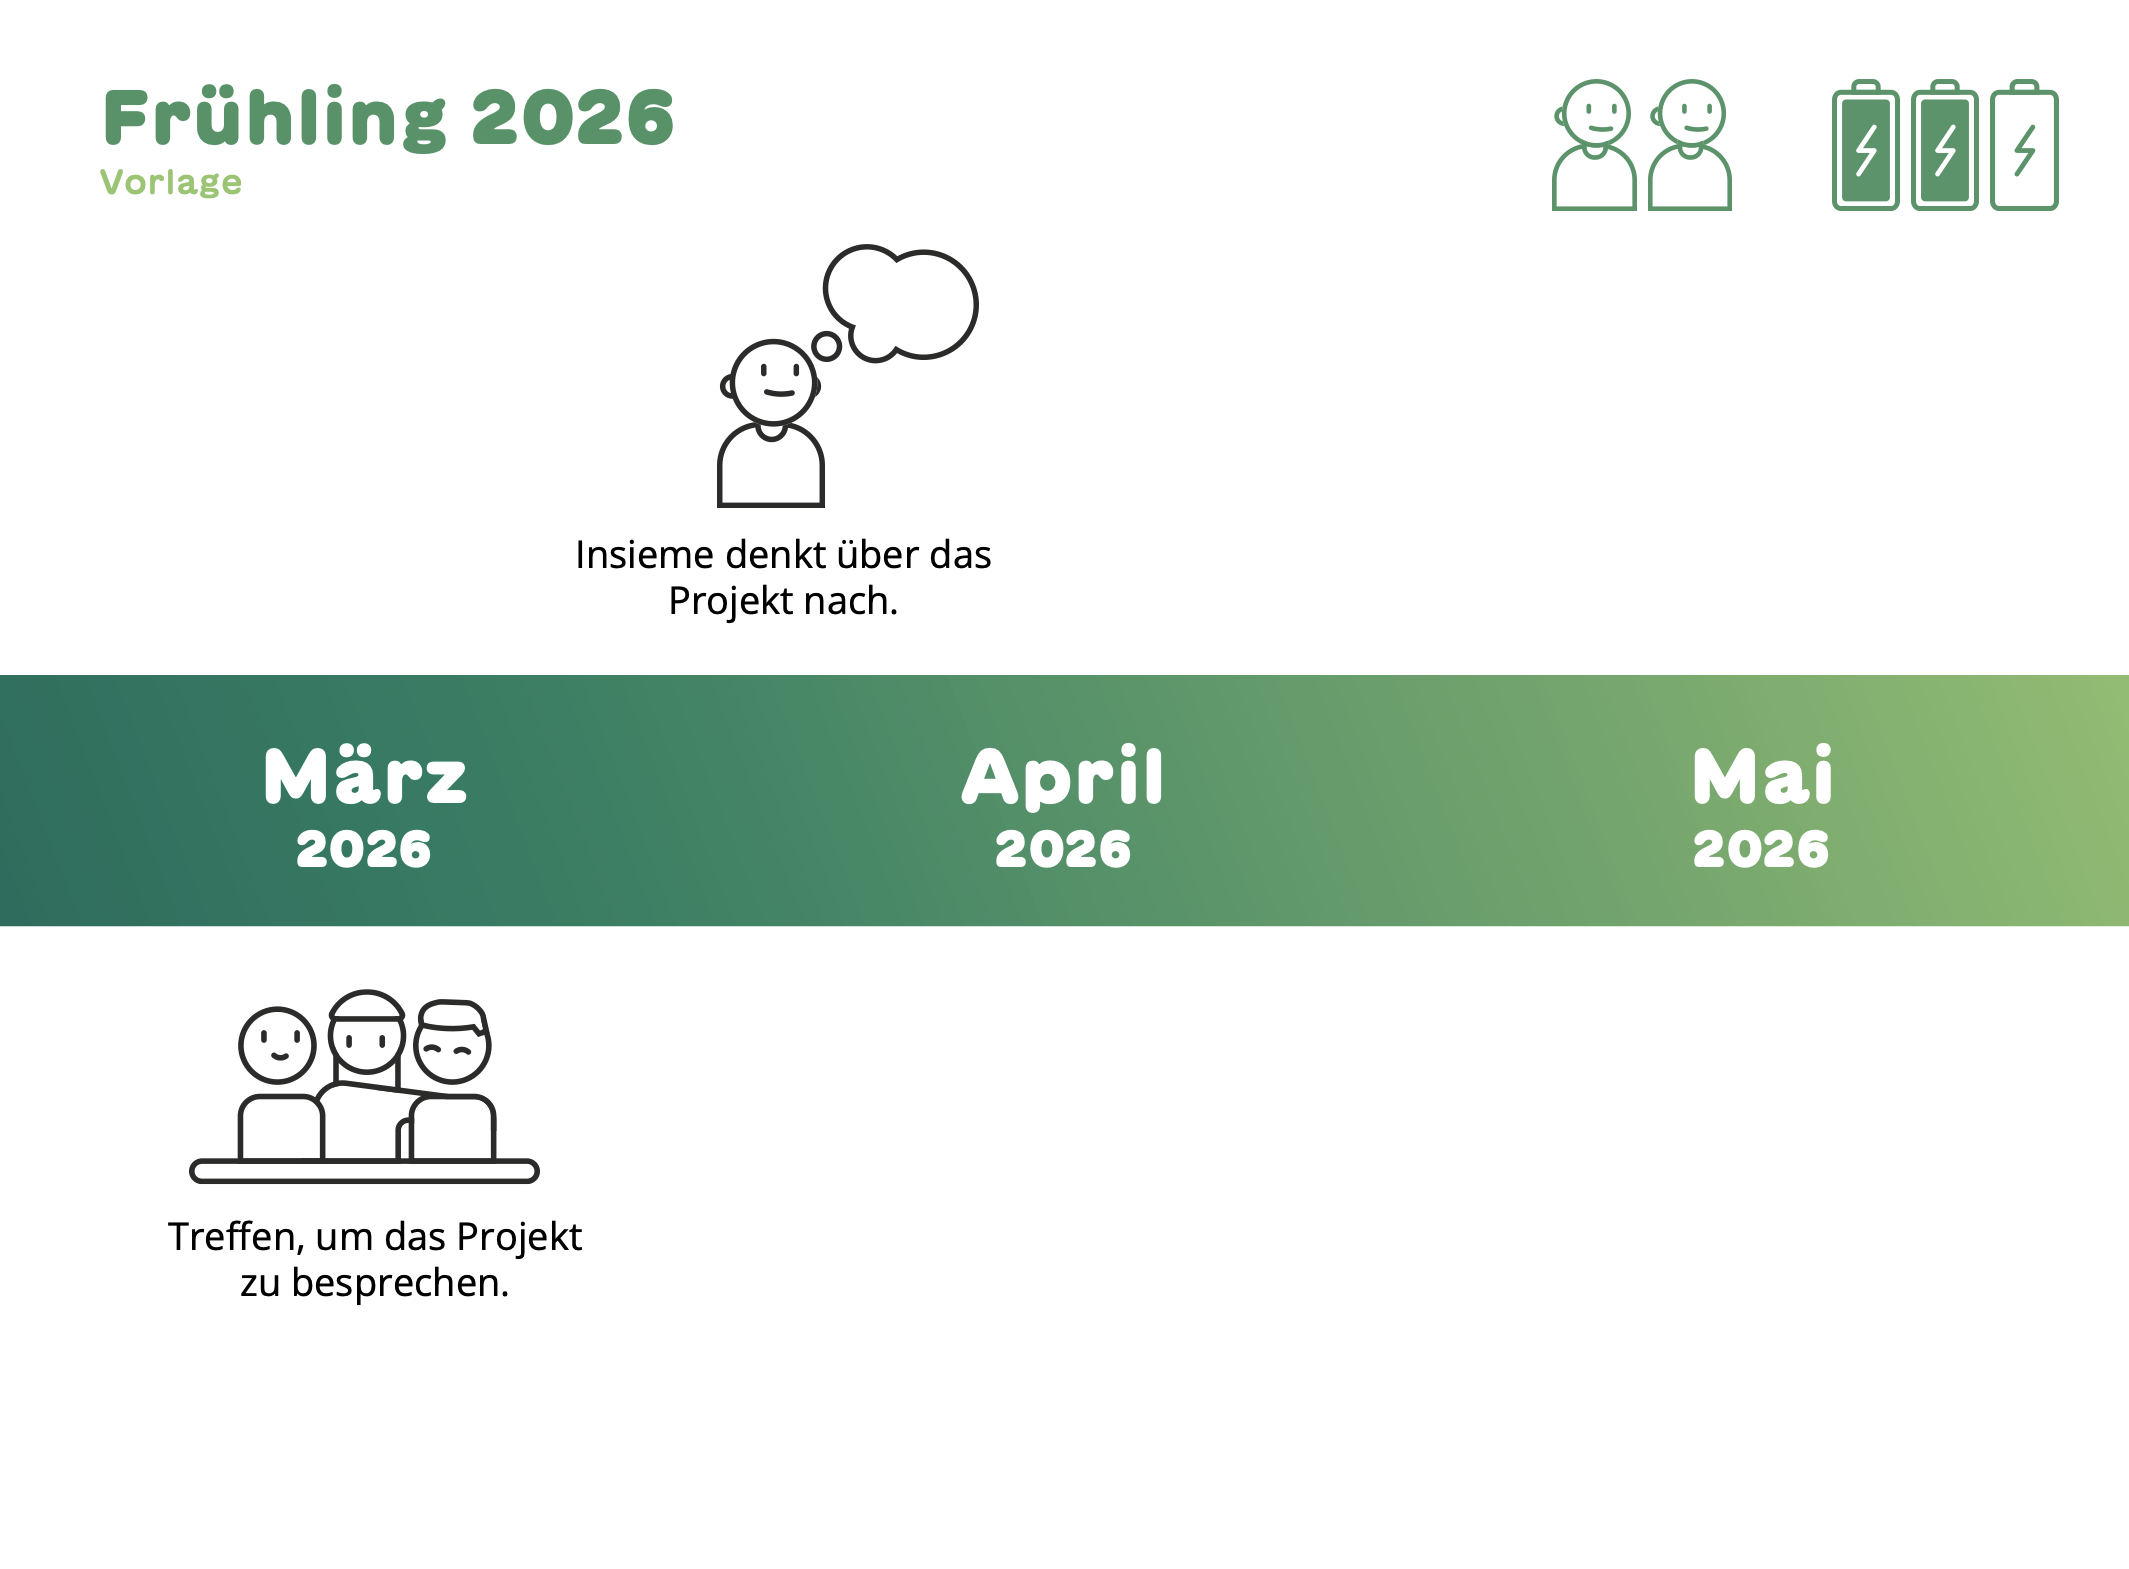 Frühling 2026
Vorlage
Insieme denkt über das
Projekt nach.
März
2026
April
2026
Mai
2026
Treffen, um das Projekt
zu besprechen.